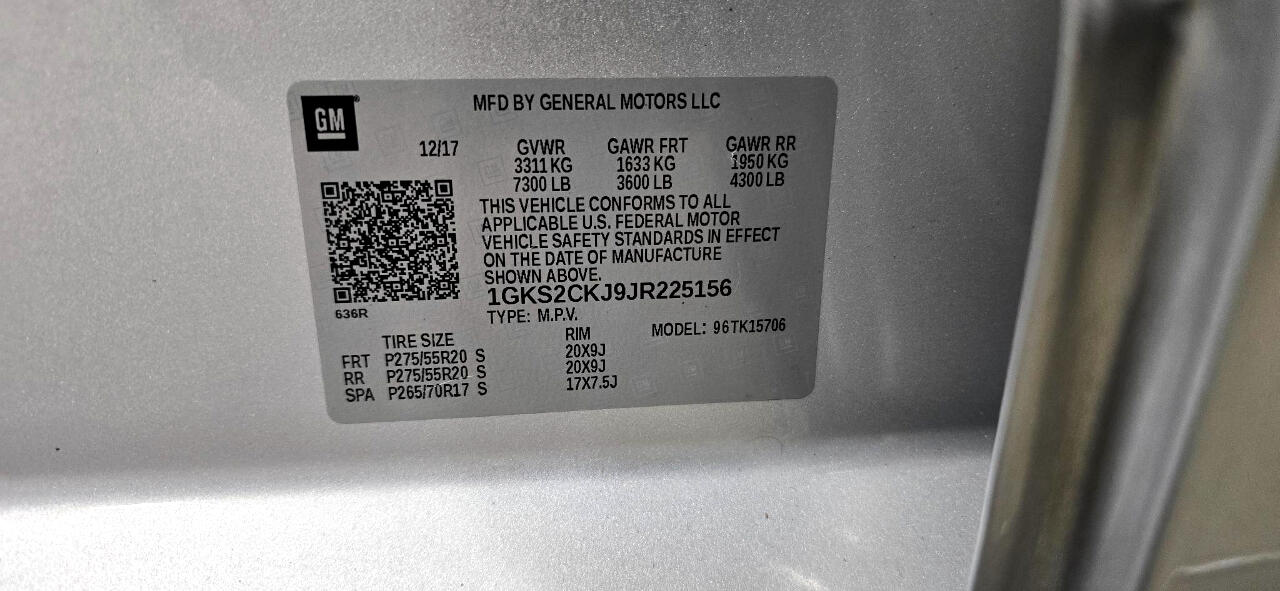 GM
MFD BY GENERAL MOTORS LLC
12/17 GVWR GAWR FRT GAWR RR
3311 KG 1633 KG 1950 KG
7300 LB 3600 LB 4300 LB
THIS VEHICLE CONFORMS TO ALL
APPLICABLE U.S. FEDERAL MOTOR
VEHICLE SAFETY STANDARDS IN EFFECT
ON THE DATE OF MANUFACTURE
SHOWN ABOVE.
1GKS2CKJ9JR225156
636R
TYPE: M.P.V.
TIRE SIZE RIM MODEL: 96TK15706
FRT P275/55R20 S 20X9J
RR P275/55R20 S 20X9J
SPA P265/70R17 S 17X7.5J